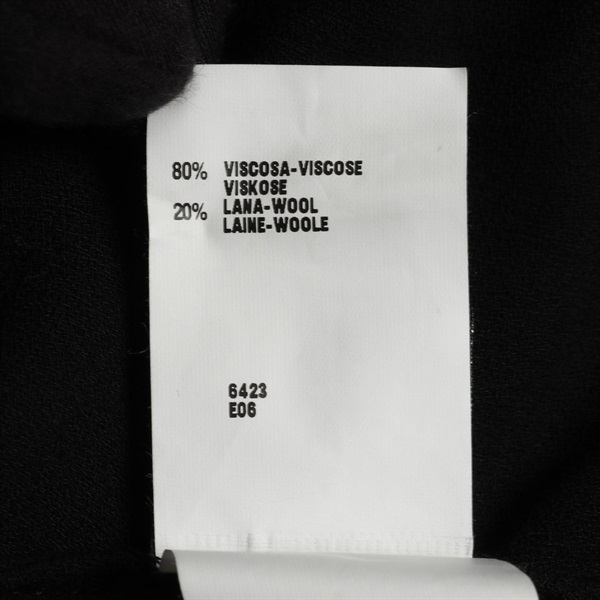 80% VISCOSA-VISCOSE
VISKOSE
20% LANA-WOOL
LAINE-WOOLE
6423
E06